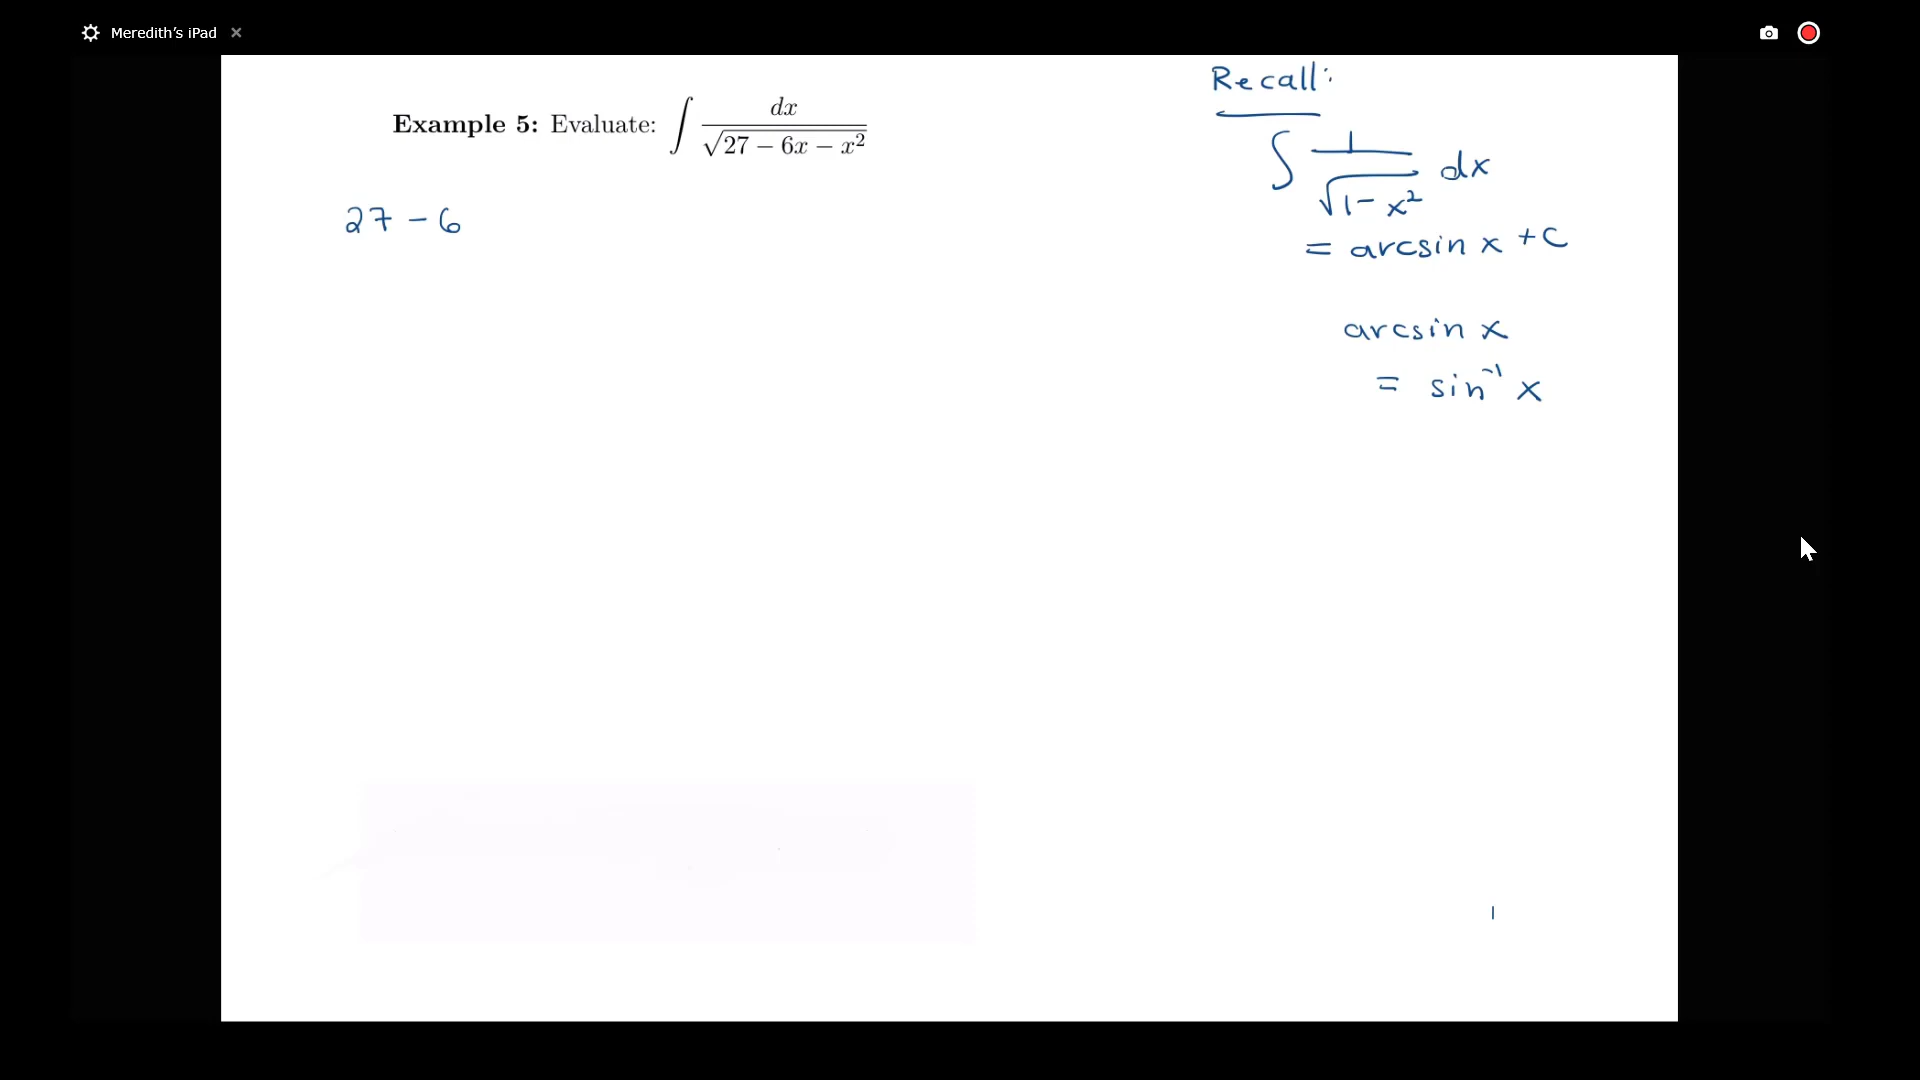 Meredith’s iPad
Example 5: Evaluate: ∫ dx / √(27 − 6x − x²)
27 − 6
Recall:
∫ 1 / √(1 − x²) dx
= arcsin x + C
arcsin x
= sin⁻¹ x